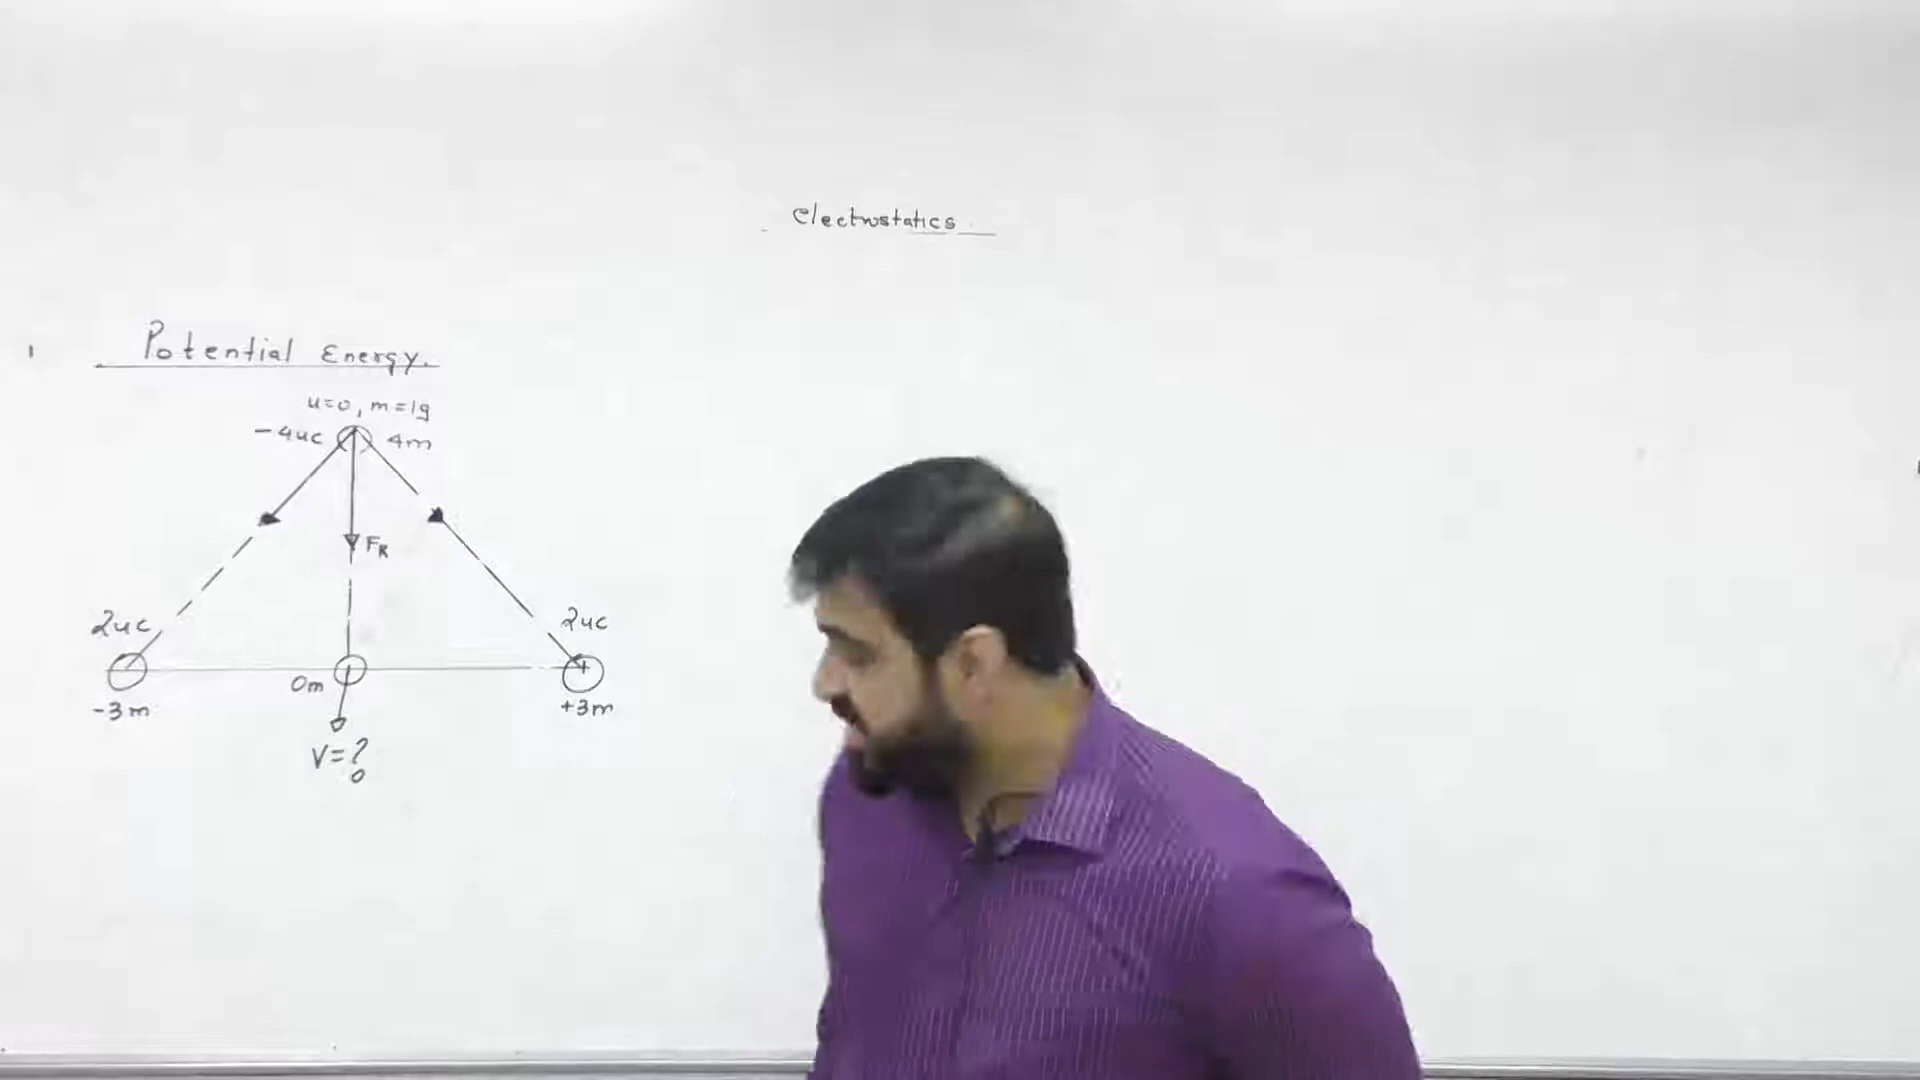 Electrostatics
Potential Energy.
u=0, m=1g
-4uc 4m
FR
2uc 2uc
0m
-3m +3m
V=?